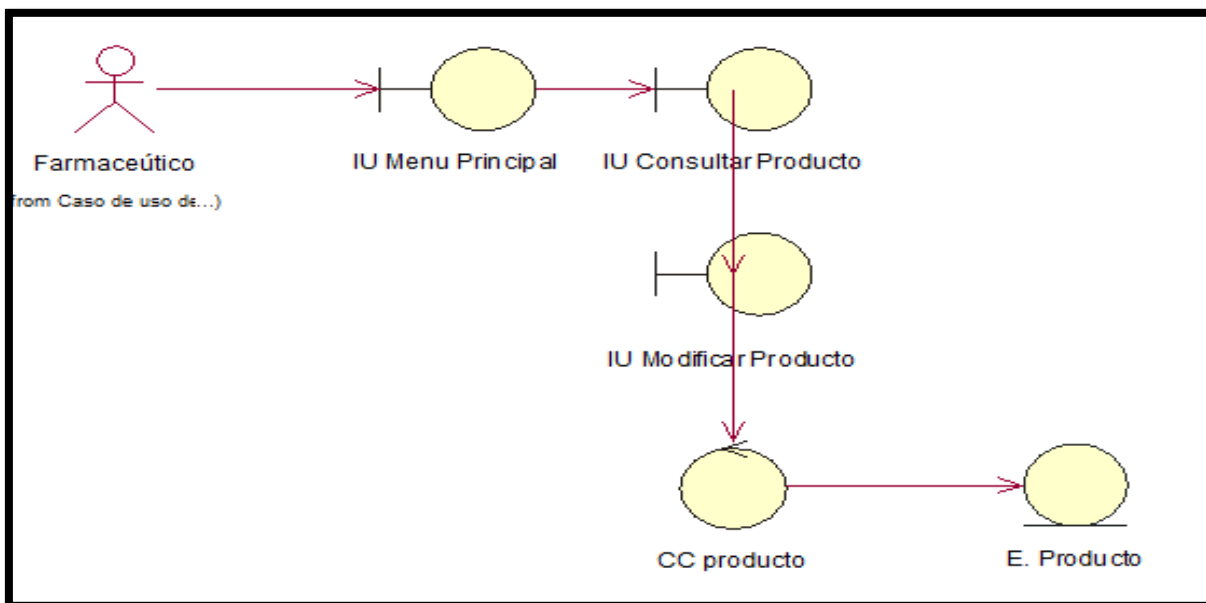 Farmaceútico
from Caso de uso de...)
IU Menu Principal
IU Consultar Producto
IU Modificar Producto
CC producto
E. Producto